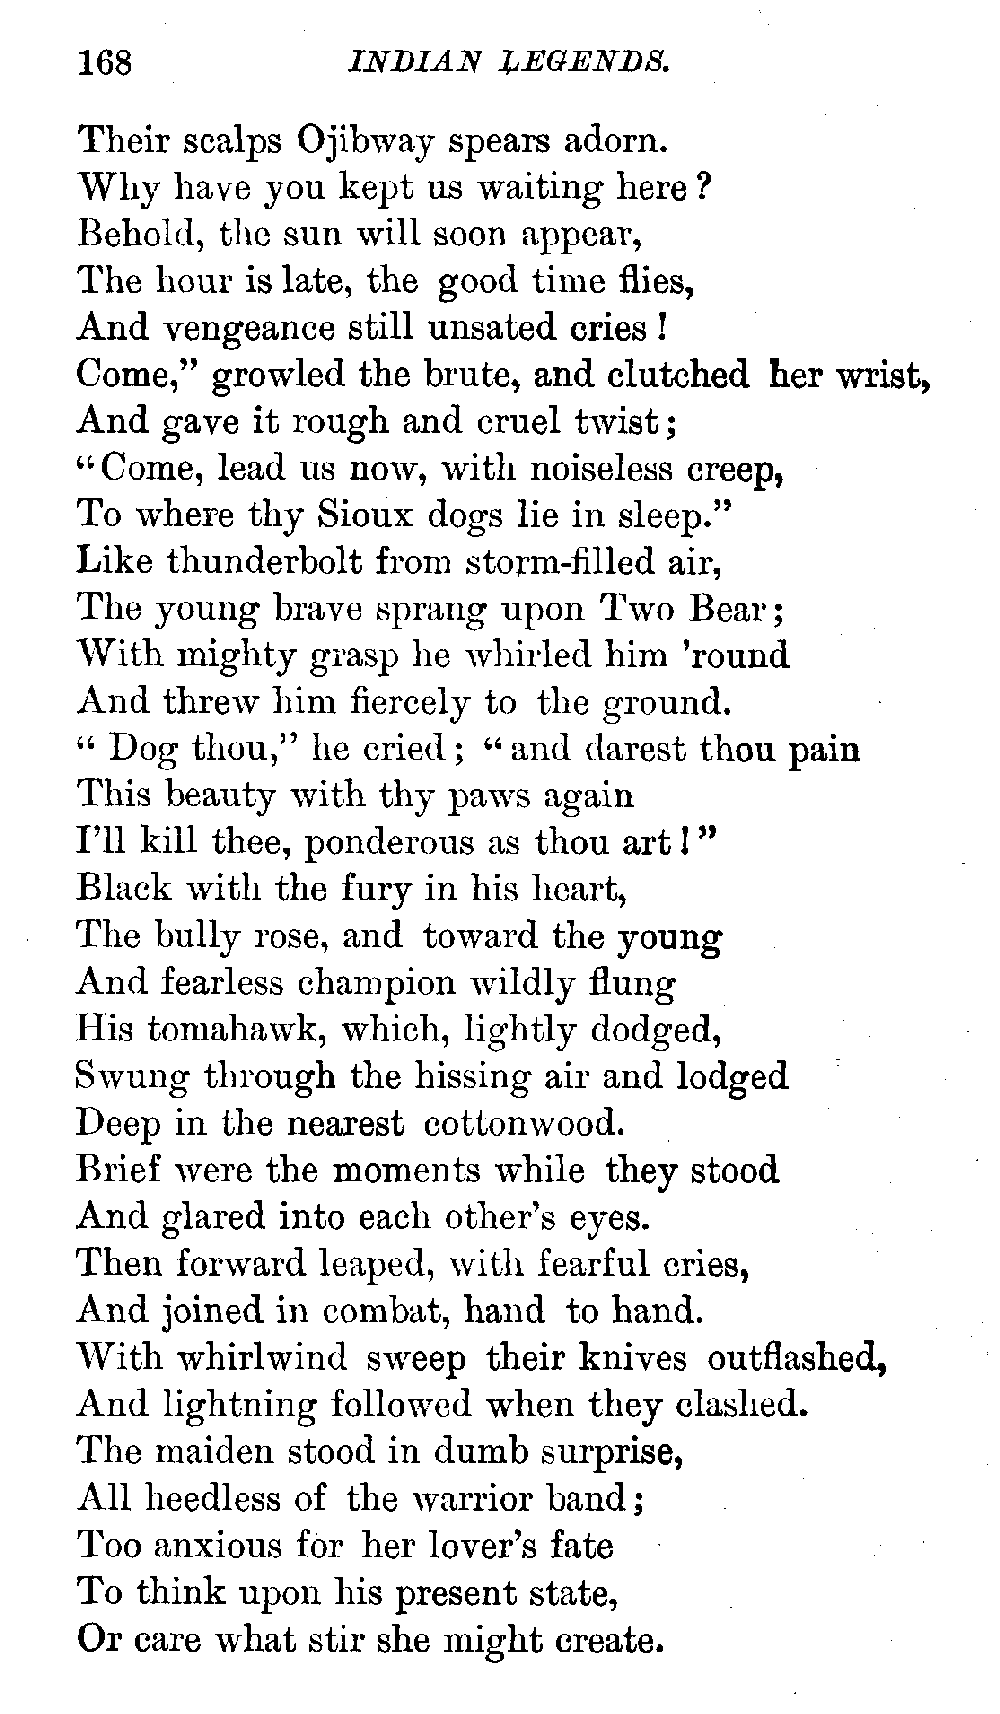 168 INDIAN LEGENDS.
Their scalps Ojibway spears adorn.
Why have you kept us waiting here?
Behold, the sun will soon appear,
The hour is late, the good time flies,
And vengeance still unsated cries!
Come,” growled the brute, and clutched her wrist,
And gave it rough and cruel twist;
“Come, lead us now, with noiseless creep,
To where thy Sioux dogs lie in sleep.”
Like thunderbolt from storm-filled air,
The young brave sprang upon Two Bear;
With mighty grasp he whirled him ’round
And threw him fiercely to the ground.
“ Dog thou,” he cried; “ and darest thou pain
This beauty with thy paws again
I’ll kill thee, ponderous as thou art!”
Black with the fury in his heart,
The bully rose, and toward the young
And fearless champion wildly flung
His tomahawk, which, lightly dodged,
Swung through the hissing air and lodged
Deep in the nearest cottonwood.
Brief were the moments while they stood
And glared into each other’s eyes.
Then forward leaped, with fearful cries,
And joined in combat, hand to hand.
With whirlwind sweep their knives outflashed,
And lightning followed when they clashed.
The maiden stood in dumb surprise,
All heedless of the warrior band;
Too anxious for her lover’s fate
To think upon his present state,
Or care what stir she might create.